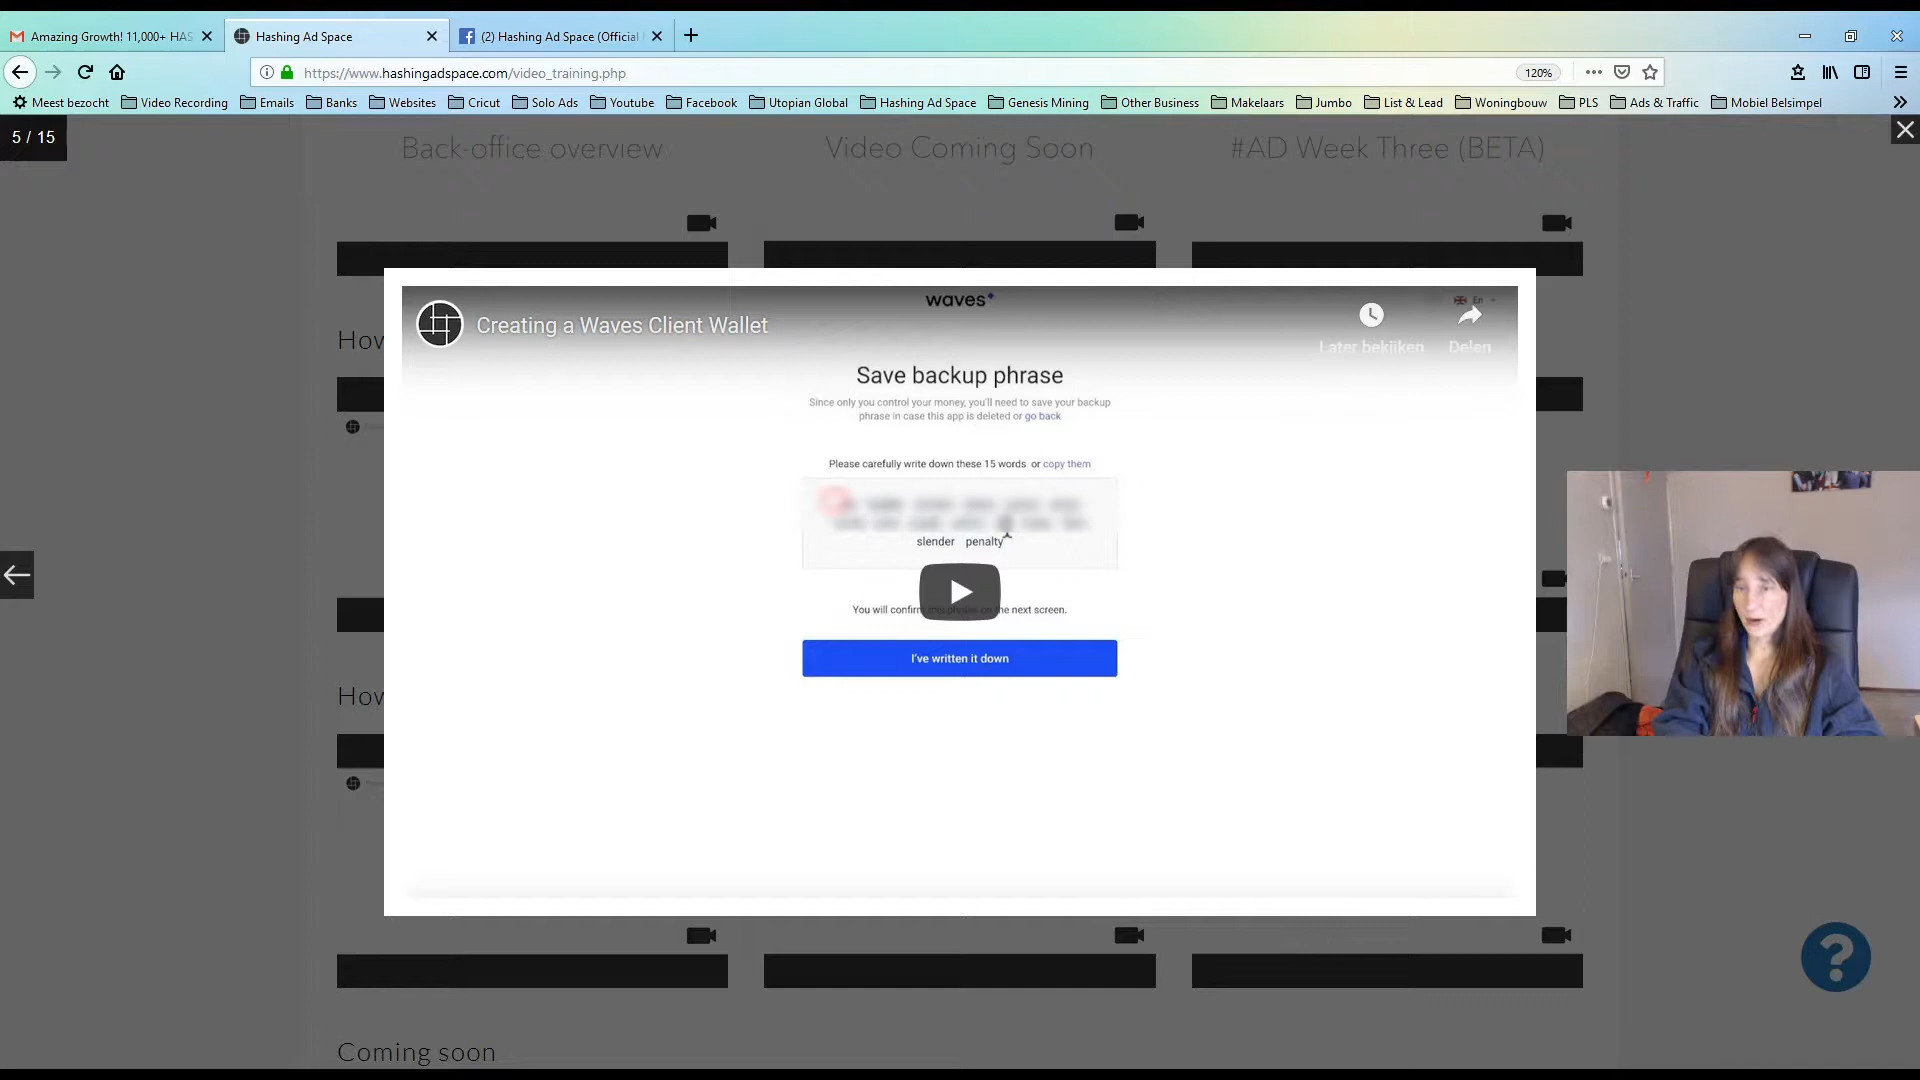 Amazing Growth! 11,000+ HAS
Hashing Ad Space
(2) Hashing Ad Space (Official
https://www.hashingadspace.com/video_training.php
120%
Meest bezocht
Video Recording
Emails
Banks
Websites
Cricut
Solo Ads
Youtube
Facebook
Utopian Global
Hashing Ad Space
Genesis Mining
Other Business
Makelaars
Jumbo
List & Lead
Woningbouw
PLS
Ads & Traffic
Mobiel Belsimpel
5 / 15
Back-office overview
Video Coming Soon
#AD Week Three (BETA)
waves
En
Creating a Waves Client Wallet
Later bekijken
Delen
How
Save backup phrase
Since only you control your money, you'll need to save your backup
phrase in case this app is deleted or go back
Please carefully write down these 15 words or copy them
slender penalty
You will confirm this phrase on the next screen.
I've written it down
How
Coming soon